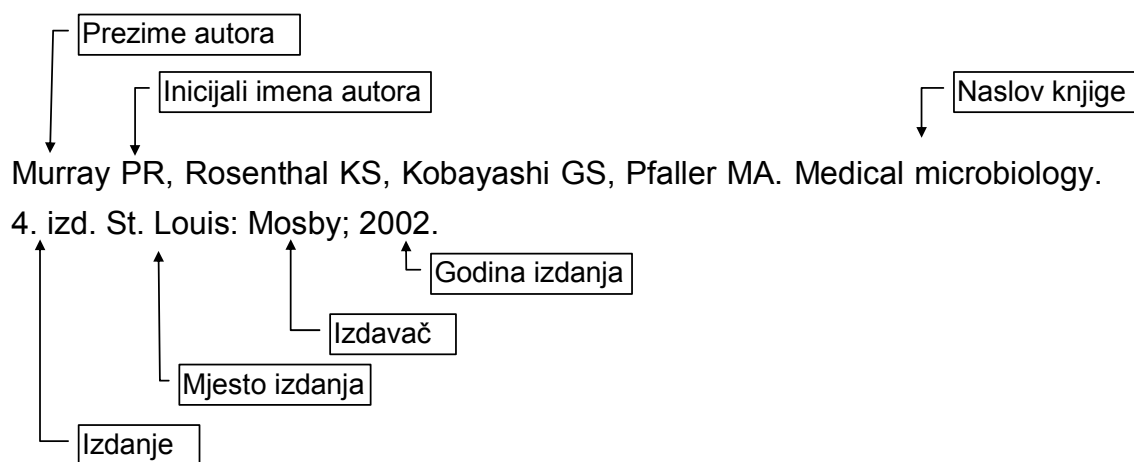 Prezime autora
Inicijali imena autora
Naslov knjige
Murray PR, Rosenthal KS, Kobayashi GS, Pfaller MA. Medical microbiology.
4. izd. St. Louis: Mosby; 2002.
Godina izdanja
Izdavač
Mjesto izdanja
Izdanje